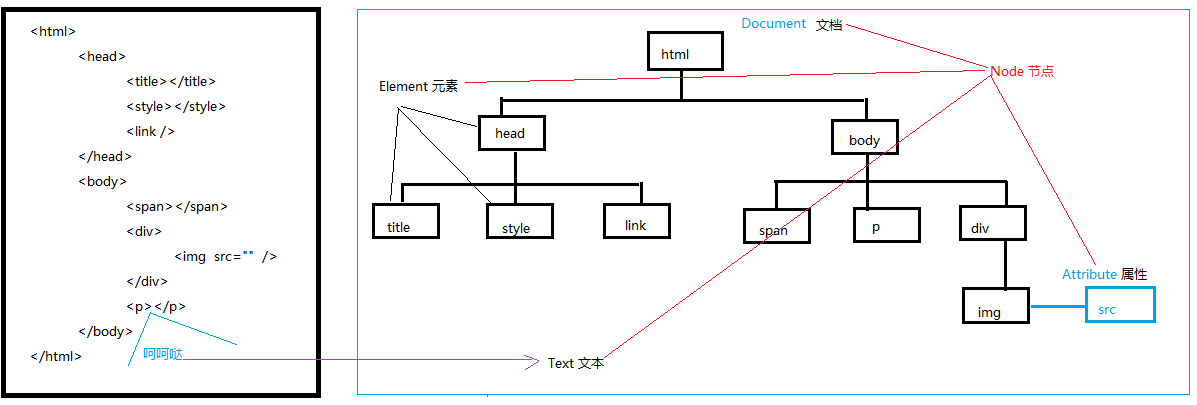 <html>
<head>
<title></title>
<style></style>
<link />
</head>
<body>
<span></span>
<div>
<img src="" />
</div>
<p></p>
</body>
</html>
呵呵哒
Document 文档
html
Node 节点
Element 元素
head
body
title
style
link
span
p
div
Attribute 属性
img
src
Text 文本